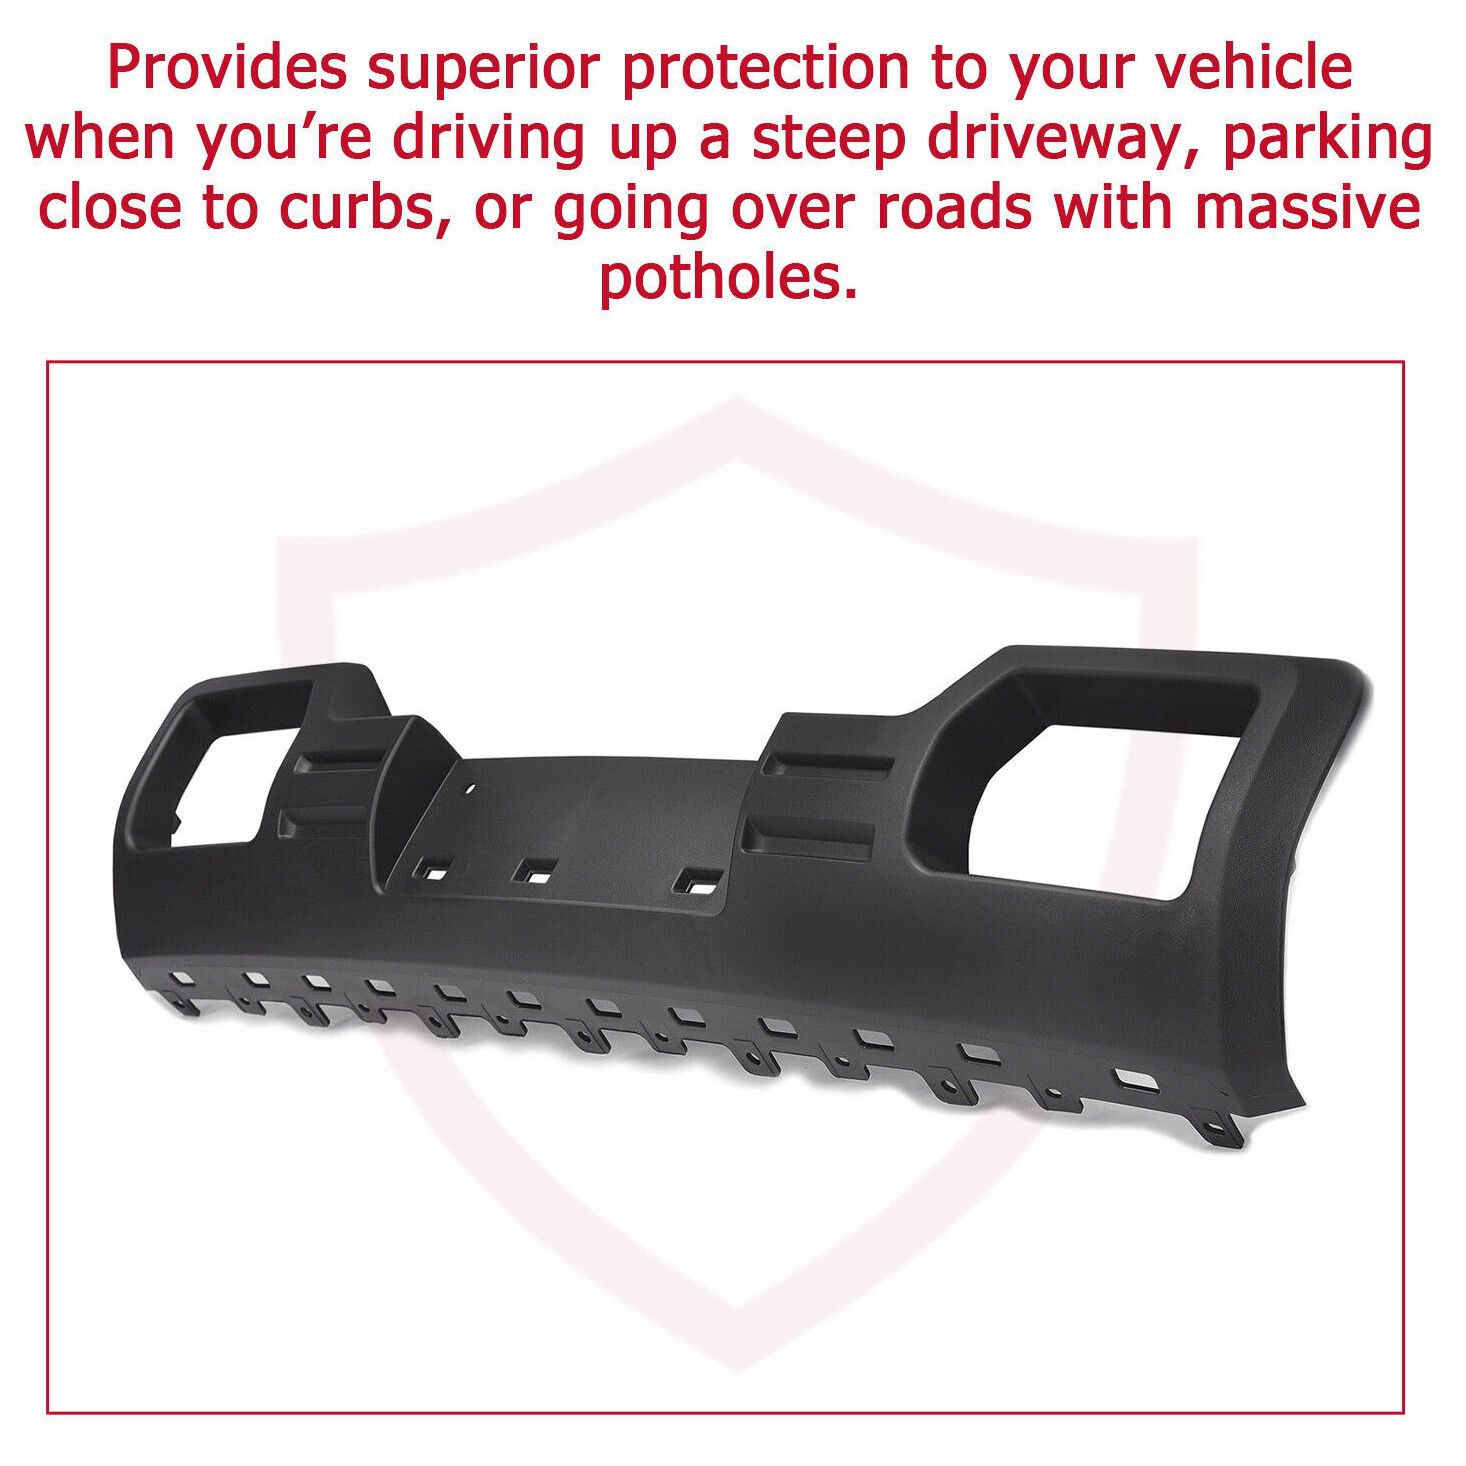 Provides superior protection to your vehicle
when you’re driving up a steep driveway, parking
close to curbs, or going over roads with massive
potholes.